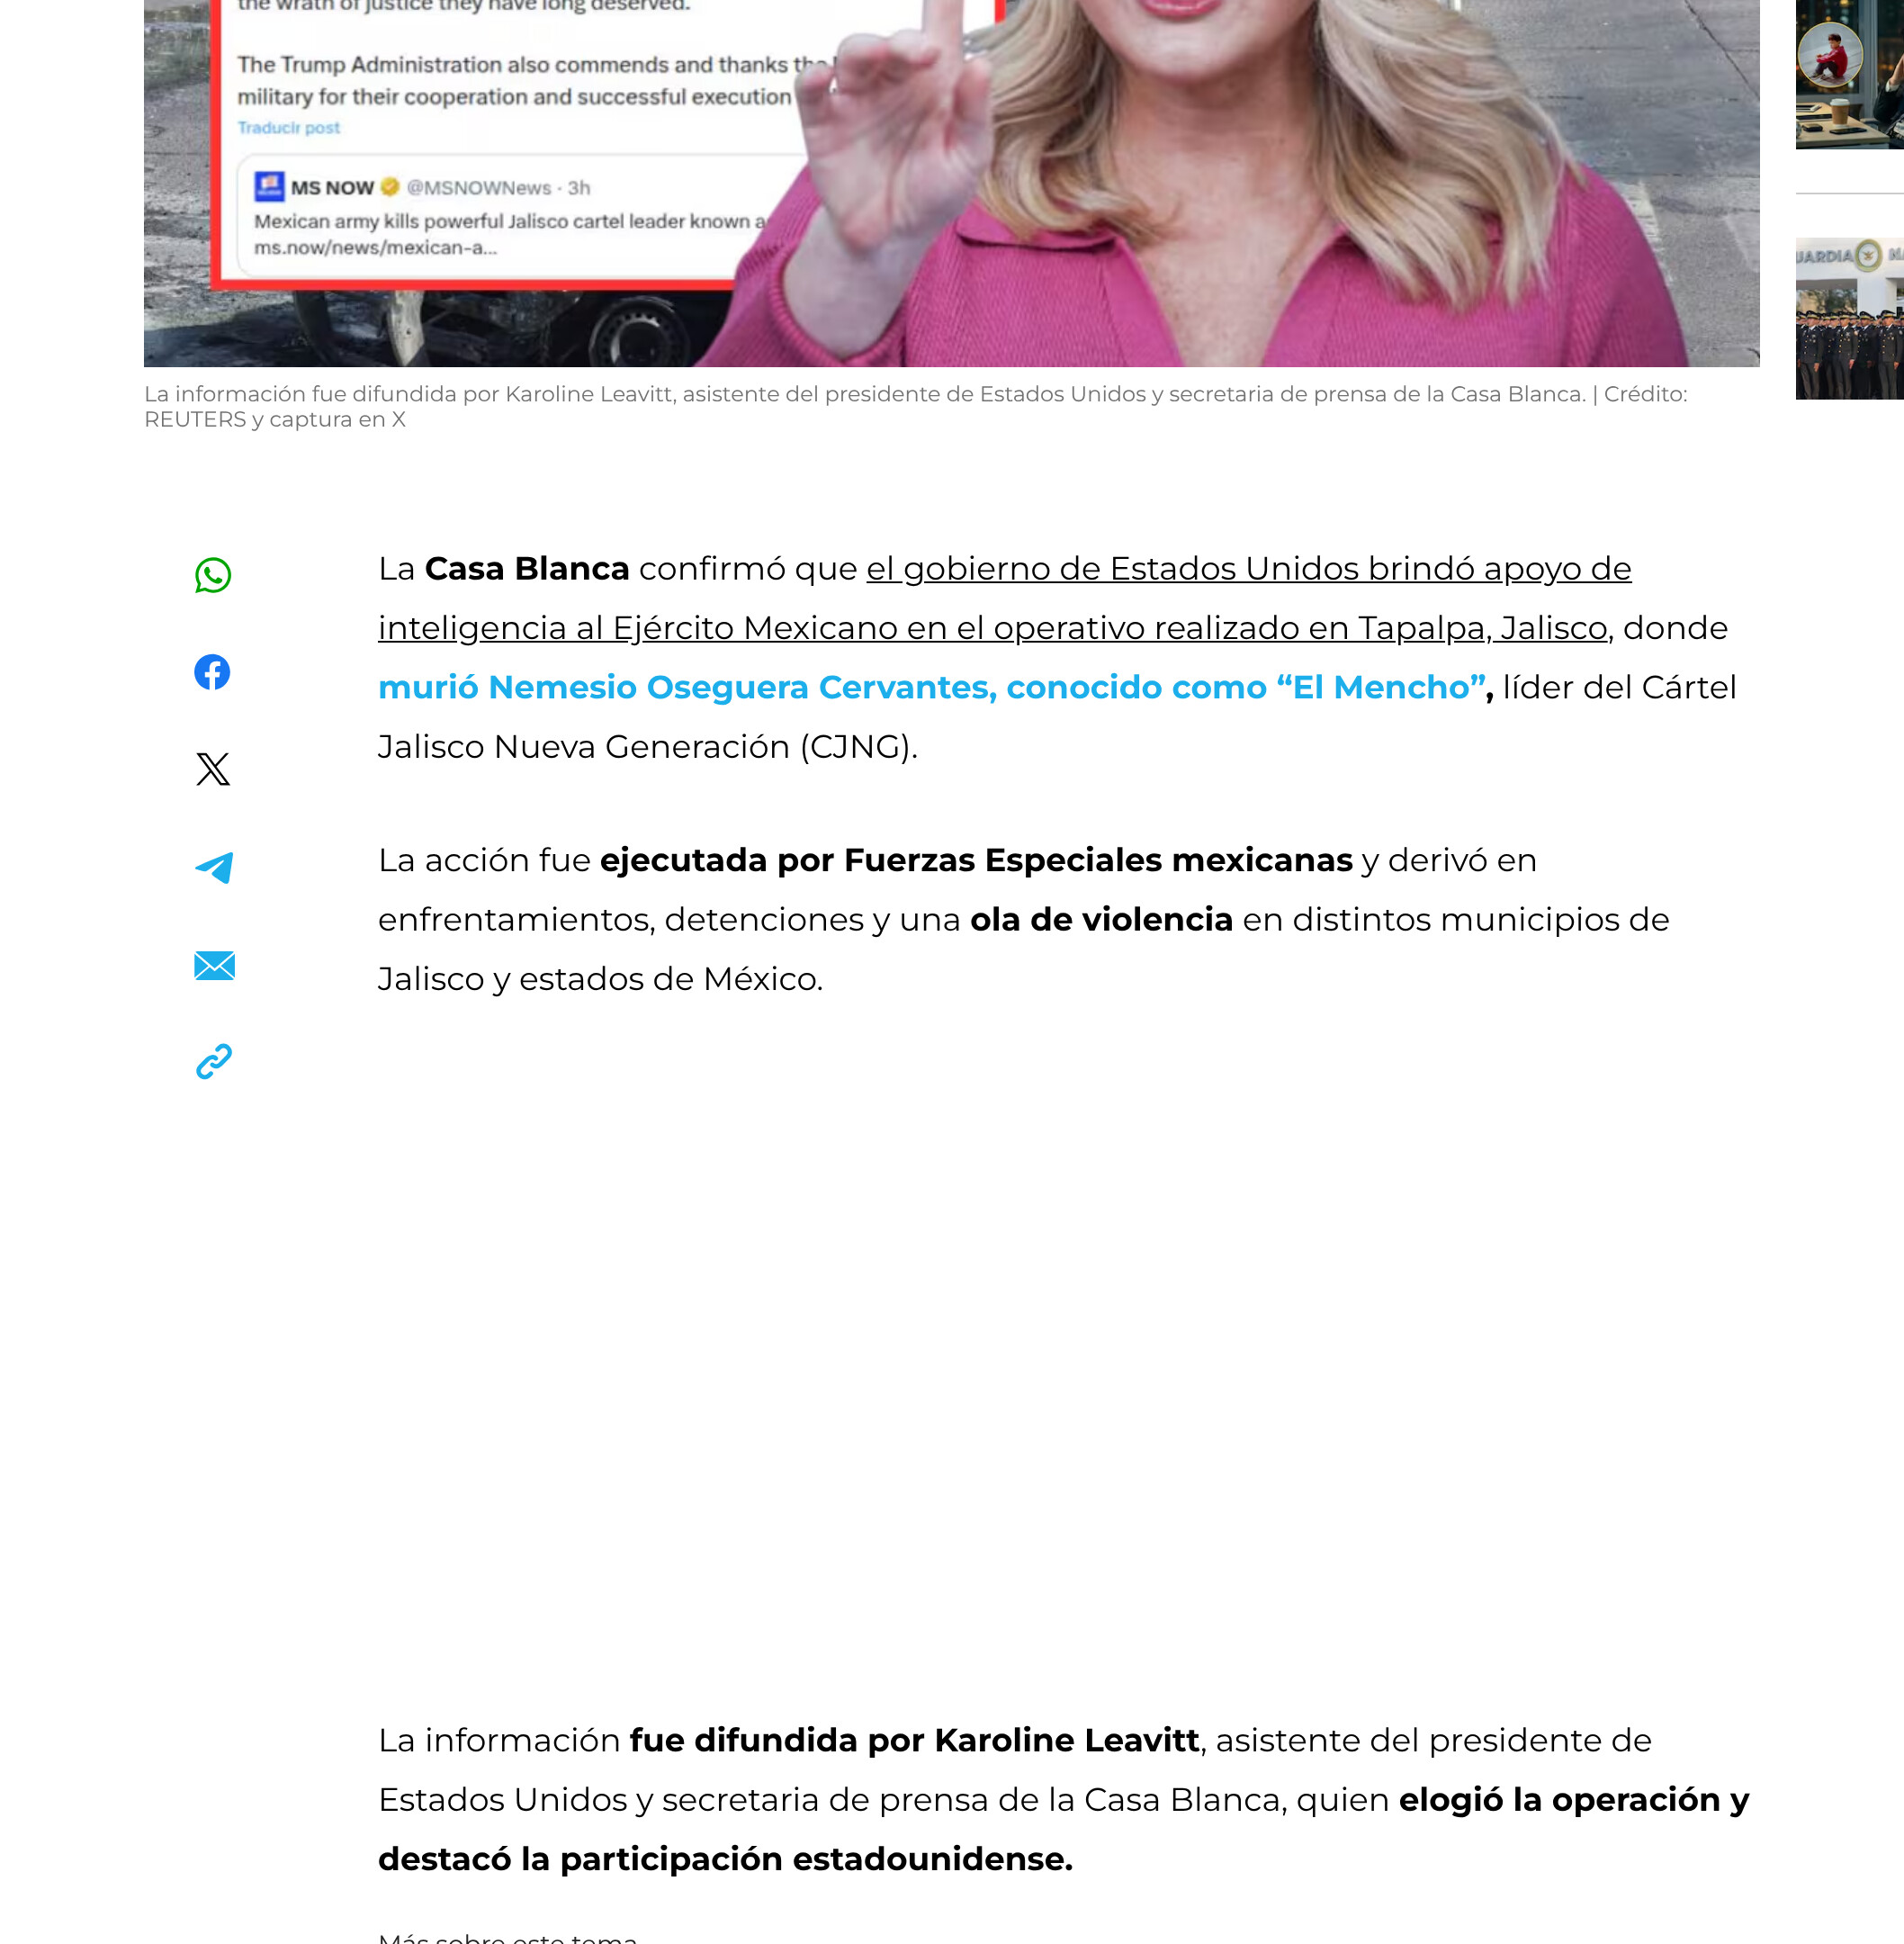 the wrath of justice they have long deserved.
The Trump Administration also commends and thanks the
military for their cooperation and successful execution
Traducir post
MS NOW @MSNOWNews · 3h
Mexican army kills powerful Jalisco cartel leader known a
ms.now/news/mexican-a...
UARDIA
La información fue difundida por Karoline Leavitt, asistente del presidente de Estados Unidos y secretaria de prensa de la Casa Blanca. | Crédito:
REUTERS y captura en X
La Casa Blanca confirmó que el gobierno de Estados Unidos brindó apoyo de
inteligencia al Ejército Mexicano en el operativo realizado en Tapalpa, Jalisco, donde
murió Nemesio Oseguera Cervantes, conocido como “El Mencho”, líder del Cártel
Jalisco Nueva Generación (CJNG).
La acción fue ejecutada por Fuerzas Especiales mexicanas y derivó en
enfrentamientos, detenciones y una ola de violencia en distintos municipios de
Jalisco y estados de México.
La información fue difundida por Karoline Leavitt, asistente del presidente de
Estados Unidos y secretaria de prensa de la Casa Blanca, quien elogió la operación y
destacó la participación estadounidense.
Más sobre este tema